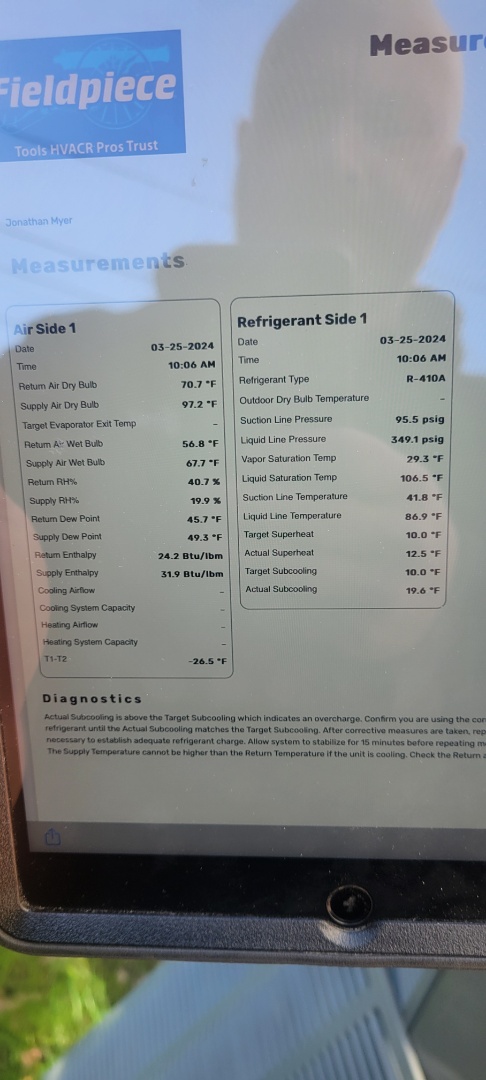 Measur
Fieldpiece
Tools HVACR Pros Trust
Jonathan Myer
Measurements
Air Side 1
Date 03-25-2024
Time 10:06 AM
Return Air Dry Bulb 70.7 °F
Supply Air Dry Bulb 97.2 °F
Target Evaporator Exit Temp -
Return Air Wet Bulb 56.8 °F
Supply Air Wet Bulb 67.7 °F
Return RH% 40.7 %
Supply RH% 19.9 %
Return Dew Point 45.7 °F
Supply Dew Point 49.3 °F
Return Enthalpy 24.2 Btu/lbm
Supply Enthalpy 31.9 Btu/lbm
Cooling Airflow -
Cooling System Capacity -
Heating Airflow -
Heating System Capacity -
T1-T2 -26.5 °F
Refrigerant Side 1
Date 03-25-2024
Time 10:06 AM
Refrigerant Type R-410A
Outdoor Dry Bulb Temperature -
Suction Line Pressure 95.5 psig
Liquid Line Pressure 349.1 psig
Vapor Saturation Temp 29.3 °F
Liquid Saturation Temp 106.5 °F
Suction Line Temperature 41.8 °F
Liquid Line Temperature 86.9 °F
Target Superheat 10.0 °F
Actual Superheat 12.5 °F
Target Subcooling 10.0 °F
Actual Subcooling 19.6 °F
Diagnostics
Actual Subcooling is above the Target Subcooling which indicates an overcharge. Confirm you are using the cor
refrigerant until the Actual Subcooling matches the Target Subcooling. After corrective measures are taken, rep
necessary to establish adequate refrigerant charge. Allow system to stabilize for 15 minutes before repeating m
The Supply Temperature cannot be higher than the Return Temperature if the unit is cooling. Check the Return a